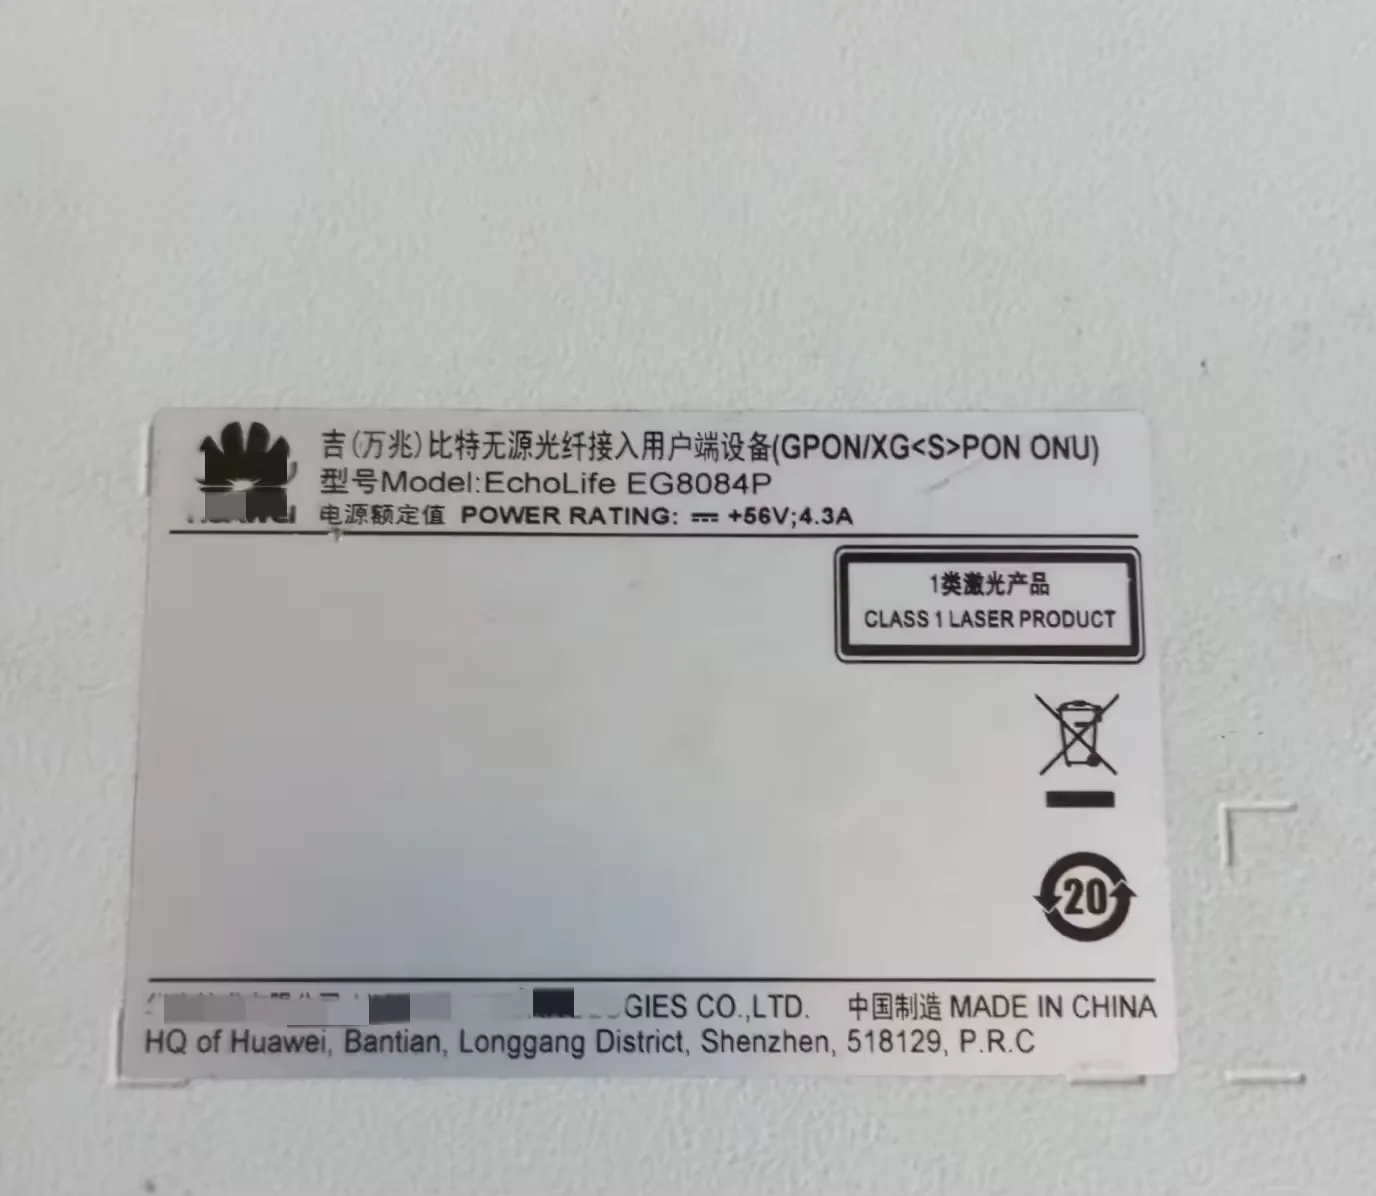 吉(万兆)比特无源光纤接入用户端设备(GPON/XG<S>PON ONU)
型号Model:EchoLife EG8084P
电源额定值 POWER RATING: ⎓ +56V;4.3A
1类激光产品
CLASS 1 LASER PRODUCT
20
GIES CO.,LTD. 中国制造 MADE IN CHINA
HQ of Huawei, Bantian, Longgang District, Shenzhen, 518129, P.R.C